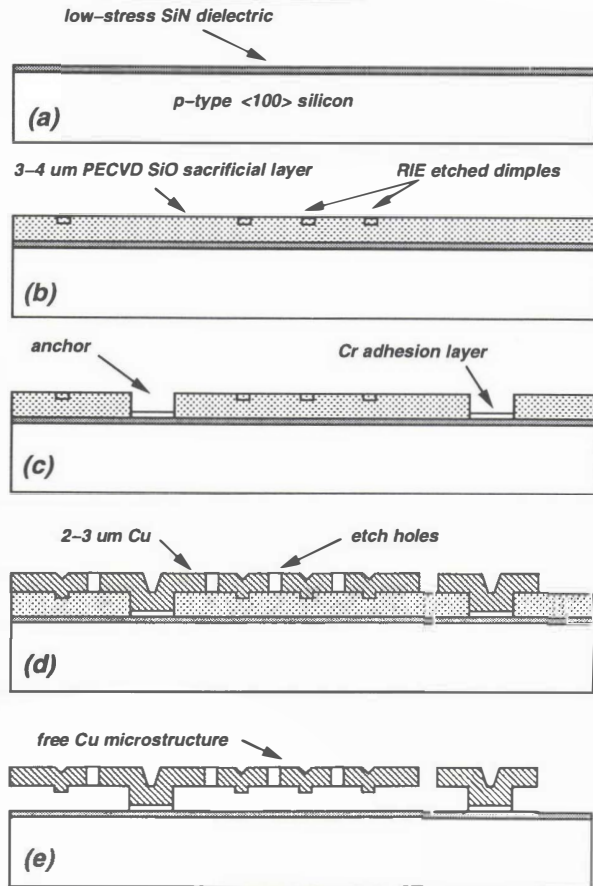 low-stress SiN dielectric
p-type <100> silicon
(a)
3-4 um PECVD SiO sacrificial layer
RIE etched dimples
(b)
anchor
Cr adhesion layer
(c)
2-3 um Cu
etch holes
(d)
free Cu microstructure
(e)